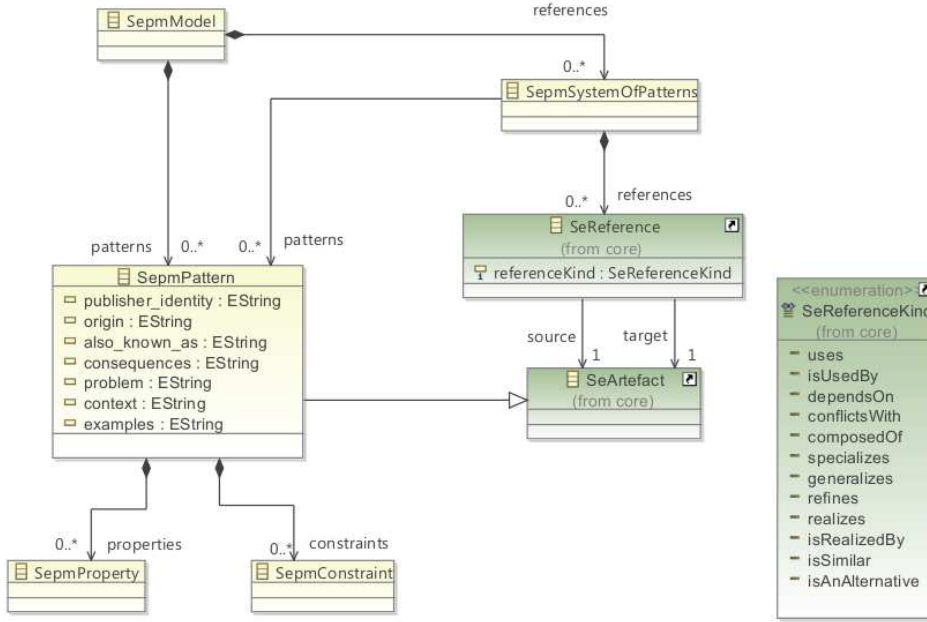 SepmModel
references
0..*
SepmSystemOfPatterns
references
0..*
SeReference
(from core)
1
referenceKind : SeReferenceKind
patterns
0..*
0..*
patterns
SepmPattern
publisher_identity : EString
origin : EString
also_known_as : EString
consequences : EString
problem : EString
context : EString
examples : EString
source
1
target
1
SeArtefact
(from core)
0..*
properties
SepmProperty
0..*
constraints
SepmConstraint
<<enumeration>>
SeReferenceKind
(from core)
uses
isUsedBy
dependsOn
conflictsWith
composedOf
specializes
generalizes
refines
realizes
isRealizedBy
isSimilar
isAnAlternative